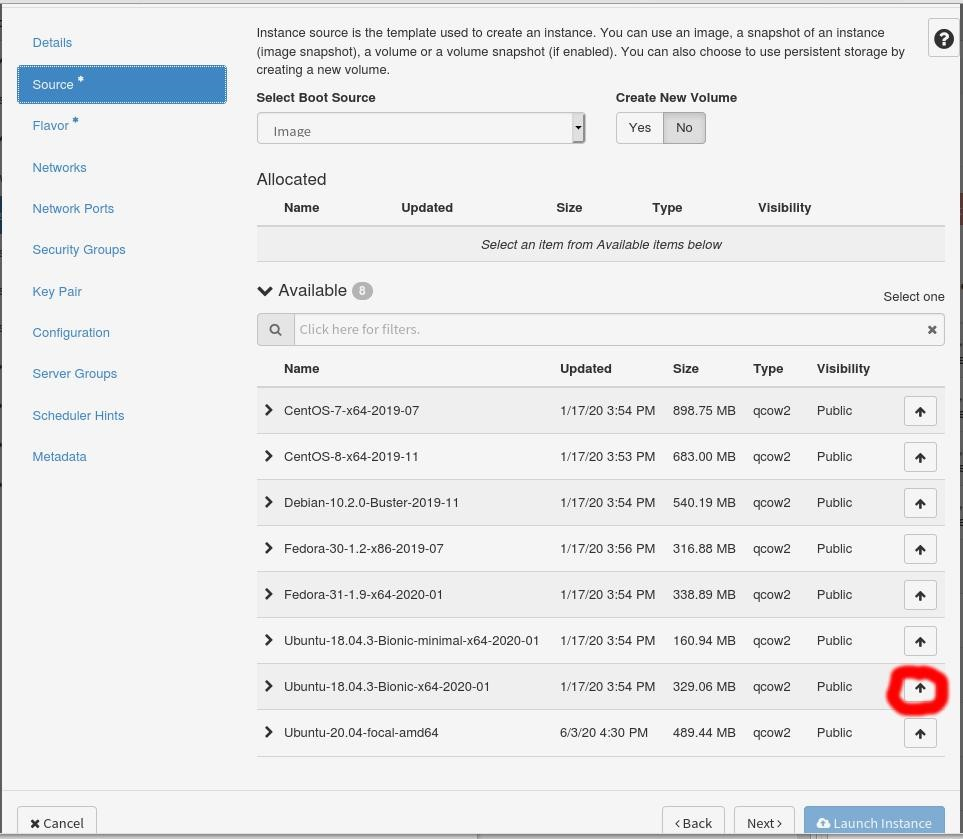 Details
Source *
Flavor *
Networks
Network Ports
Security Groups
Key Pair
Configuration
Server Groups
Scheduler Hints
Metadata
Instance source is the template used to create an instance. You can use an image, a snapshot of an instance
(image snapshot), a volume or a volume snapshot (if enabled). You can also choose to use persistent storage by
creating a new volume.
Select Boot Source Create New Volume
Image Yes No
Allocated
Name Updated Size Type Visibility
Select an item from Available items below
Available 8
Select one
Click here for filters.
Name Updated Size Type Visibility
CentOS-7-x64-2019-07 1/17/20 3:54 PM 898.75 MB qcow2 Public
CentOS-8-x64-2019-11 1/17/20 3:53 PM 683.00 MB qcow2 Public
Debian-10.2.0-Buster-2019-11 1/17/20 3:54 PM 540.19 MB qcow2 Public
Fedora-30-1.2-x86-2019-07 1/17/20 3:56 PM 316.88 MB qcow2 Public
Fedora-31-1.9-x64-2020-01 1/17/20 3:54 PM 338.89 MB qcow2 Public
Ubuntu-18.04.3-Bionic-minimal-x64-2020-01 1/17/20 3:54 PM 160.94 MB qcow2 Public
Ubuntu-18.04.3-Bionic-x64-2020-01 1/17/20 3:54 PM 329.06 MB qcow2 Public
Ubuntu-20.04-focal-amd64 6/3/20 4:30 PM 489.44 MB qcow2 Public
Cancel < Back Next > Launch Instance